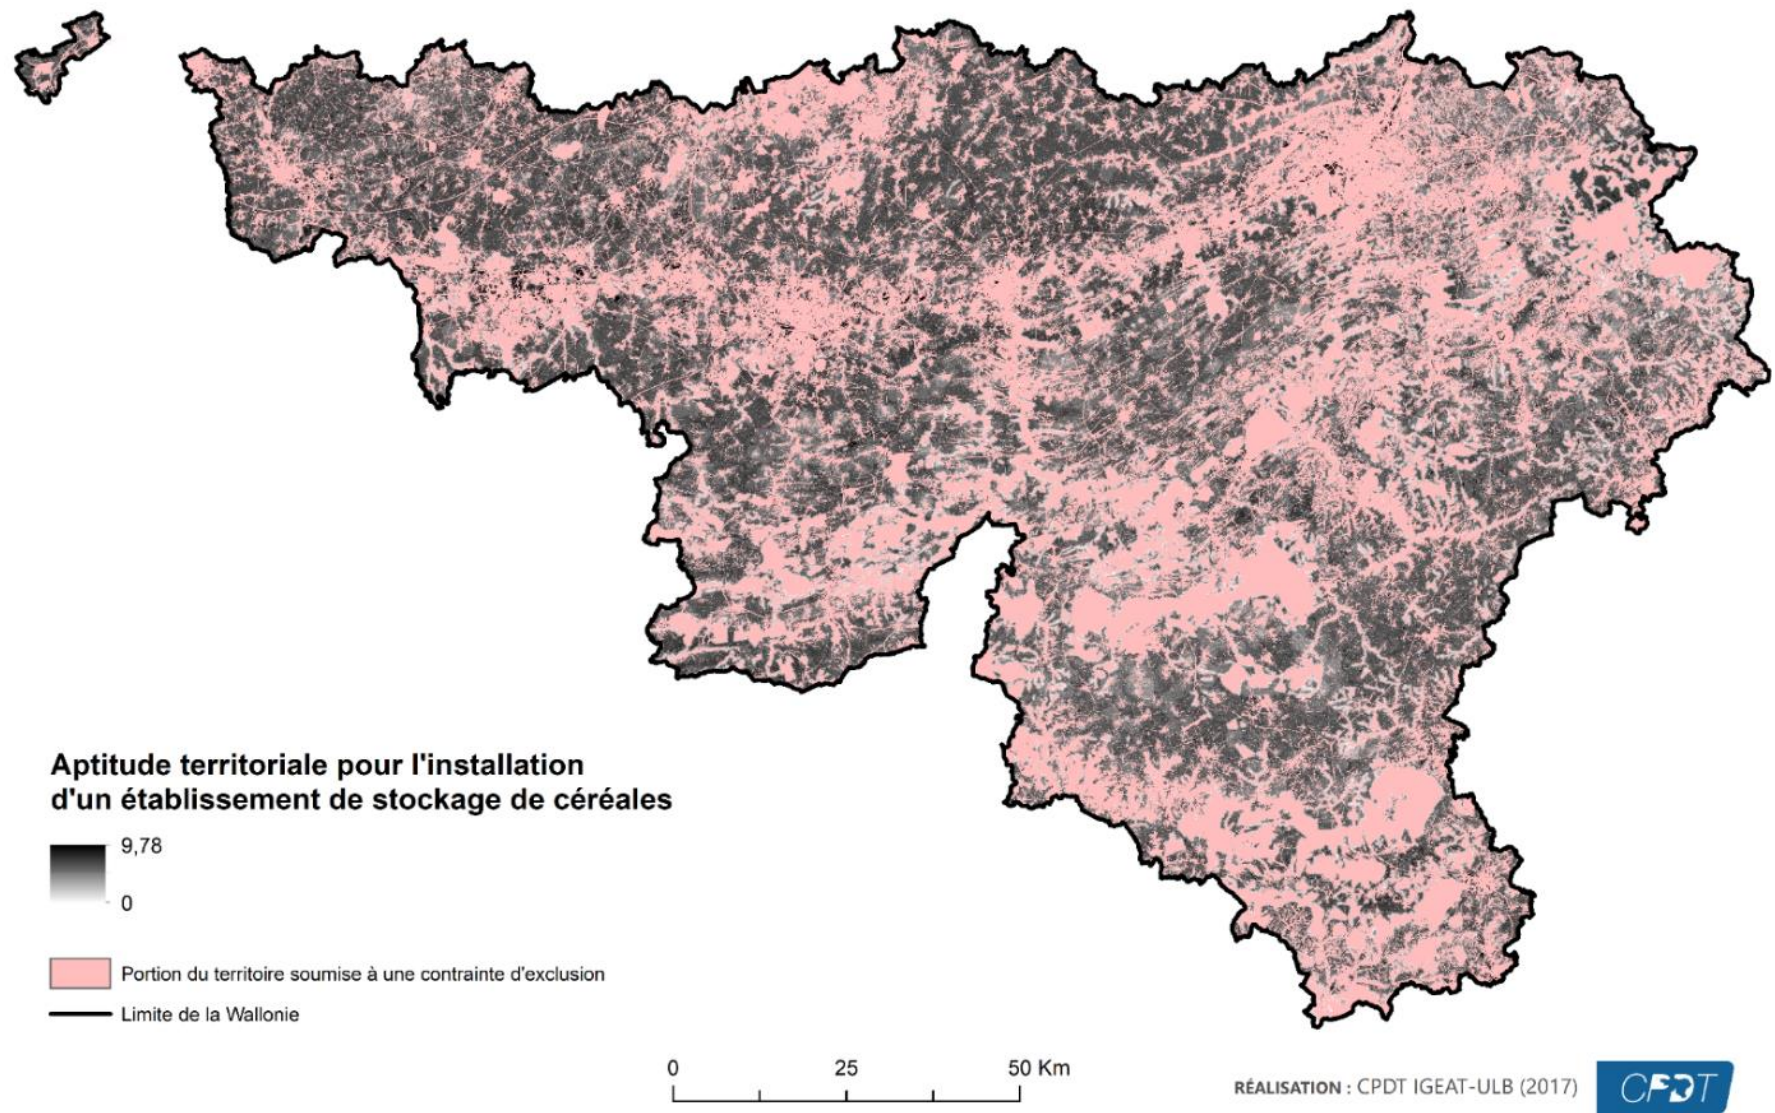 Aptitude territoriale pour l'installation
d'un établissement de stockage de céréales
9,78
0
Portion du territoire soumise à une contrainte d'exclusion
Limite de la Wallonie
0 25 50 Km
RÉALISATION : CPDT IGEAT-ULB (2017)
CPDT